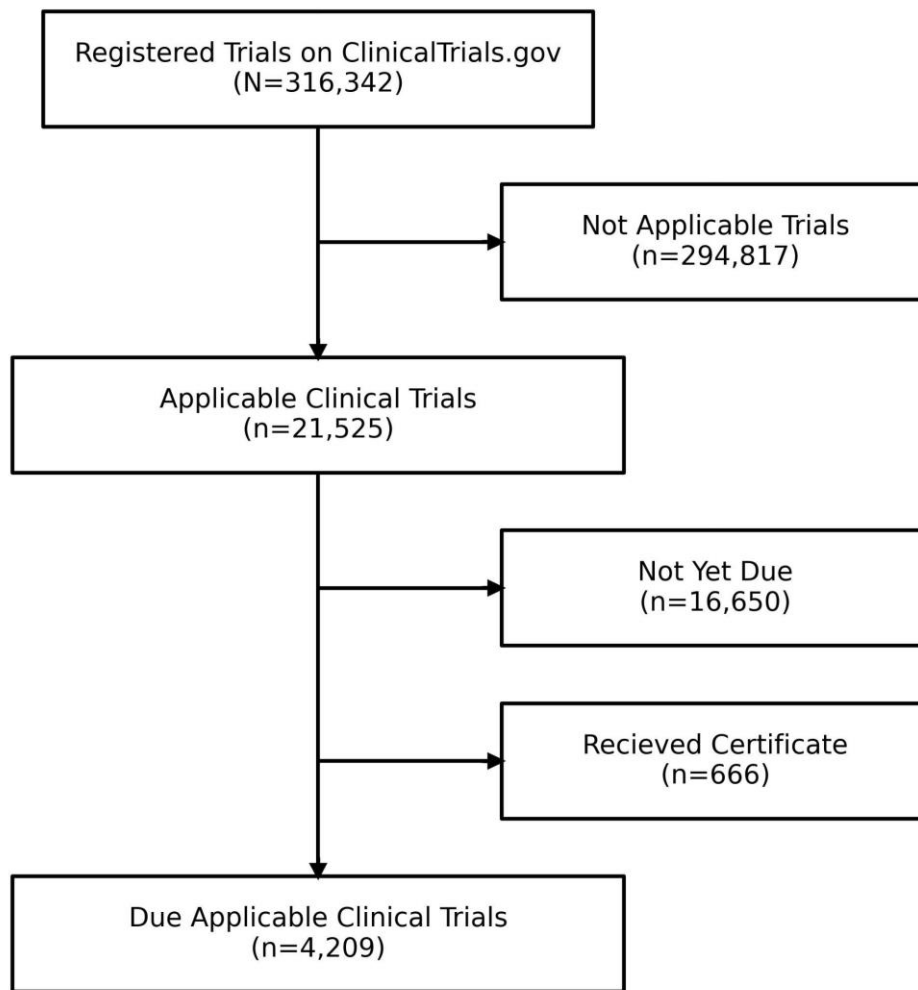 Registered Trials on ClinicalTrials.gov
(N=316,342)
Not Applicable Trials
(n=294,817)
Applicable Clinical Trials
(n=21,525)
Not Yet Due
(n=16,650)
Recieved Certificate
(n=666)
Due Applicable Clinical Trials
(n=4,209)